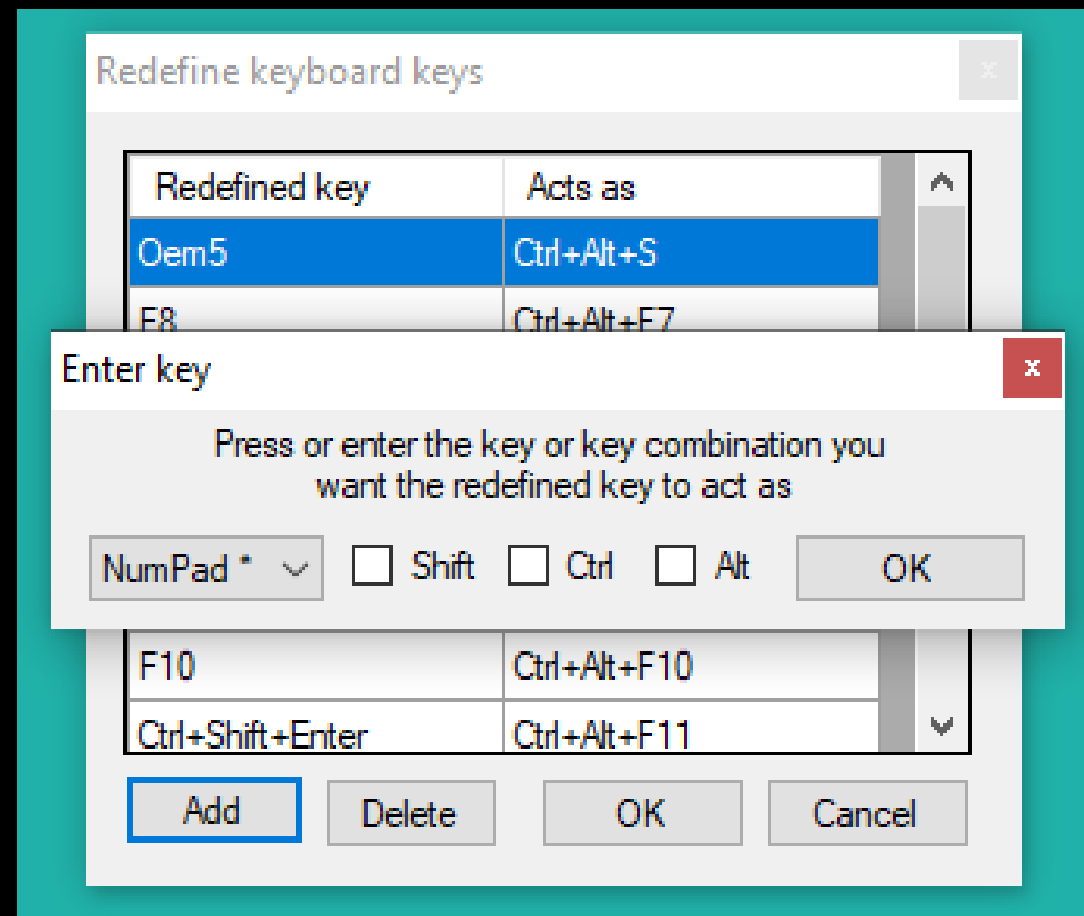 Redefine keyboard keys x
Redefined key Acts as
Oem5 Ctrl+Alt+S
F8 Ctrl+Alt+F7
Enter key x
Press or enter the key or key combination you
want the redefined key to act as
NumPad * Shift Ctrl Alt OK
F10 Ctrl+Alt+F10
Ctrl+Shift+Enter Ctrl+Alt+F11
Add Delete OK Cancel